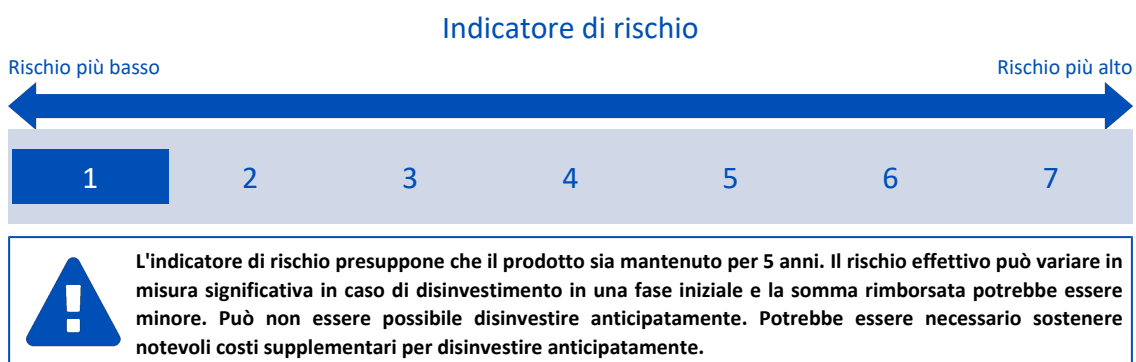 Indicatore di rischio
Rischio più basso Rischio più alto
1 2 3 4 5 6 7
L'indicatore di rischio presuppone che il prodotto sia mantenuto per 5 anni. Il rischio effettivo può variare in
misura significativa in caso di disinvestimento in una fase iniziale e la somma rimborsata potrebbe essere
minore. Può non essere possibile disinvestire anticipatamente. Potrebbe essere necessario sostenere
notevoli costi supplementari per disinvestire anticipatamente.